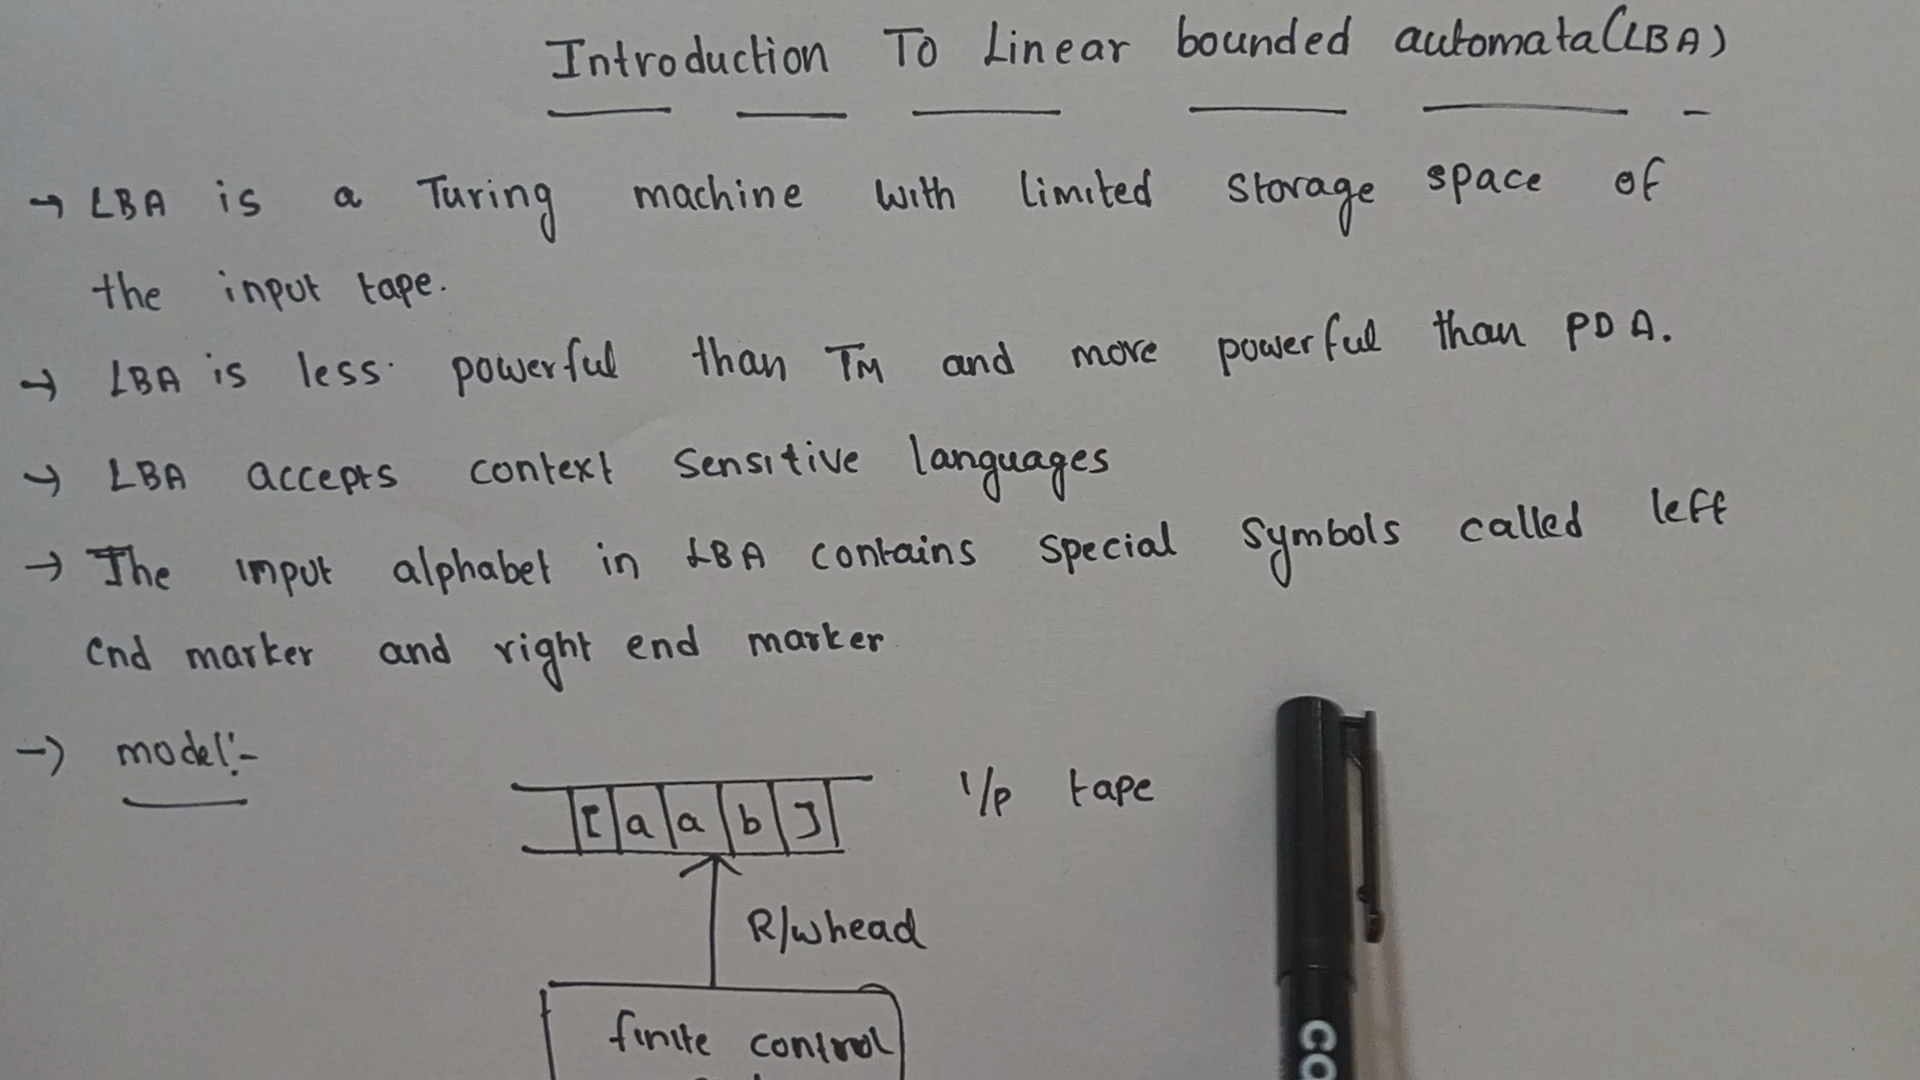 Introduction To Linear bounded automata(LBA)
→ LBA is a Turing machine with limited storage space of
the input tape.
→ LBA is less powerful than TM and more powerful than PDA.
→ LBA accepts context sensitive languages
→ The input alphabet in LBA contains special symbols called left
end marker and right end marker
→ model:-
[ a a b ] I/p tape
R/w head
finite control
CO